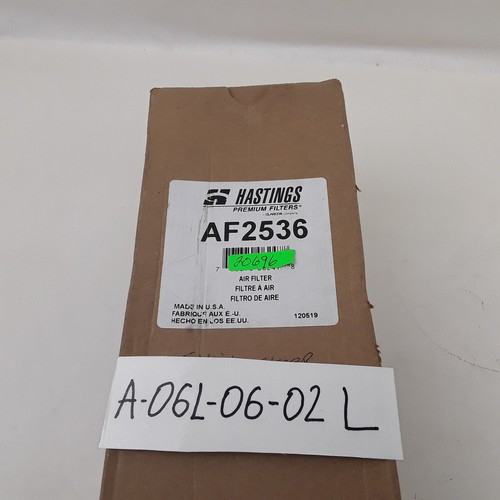 HASTINGS
PREMIUM FILTERS
AF2536
20696
AIR FILTER
FILTRE À AIR
FILTRO DE AIRE
MADE IN U.S.A.
FABRIQUÉ AUX É.-U.
HECHO EN LOS EE.UU.
120519
A-06L-06-02 L